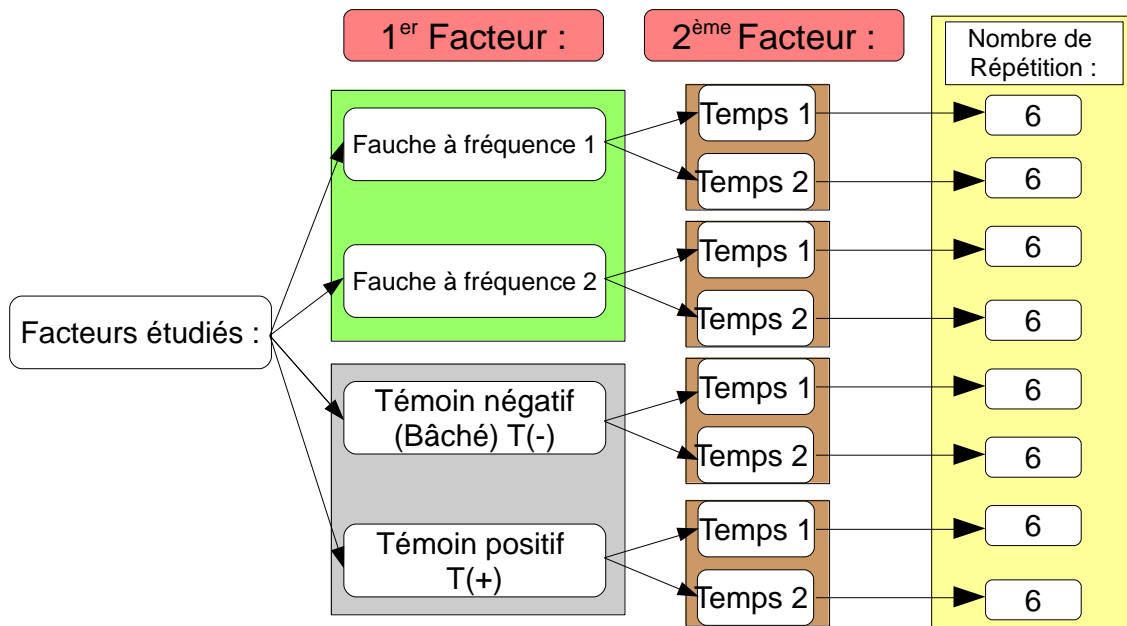 1er Facteur :
2ème Facteur :
Nombre de
Répétition :
Facteurs étudiés :
Fauche à fréquence 1
Temps 1
6
Temps 2
6
Fauche à fréquence 2
Temps 1
6
Temps 2
6
Témoin négatif
(Bâché) T(-)
Temps 1
6
Temps 2
6
Témoin positif
T(+)
Temps 1
6
Temps 2
6